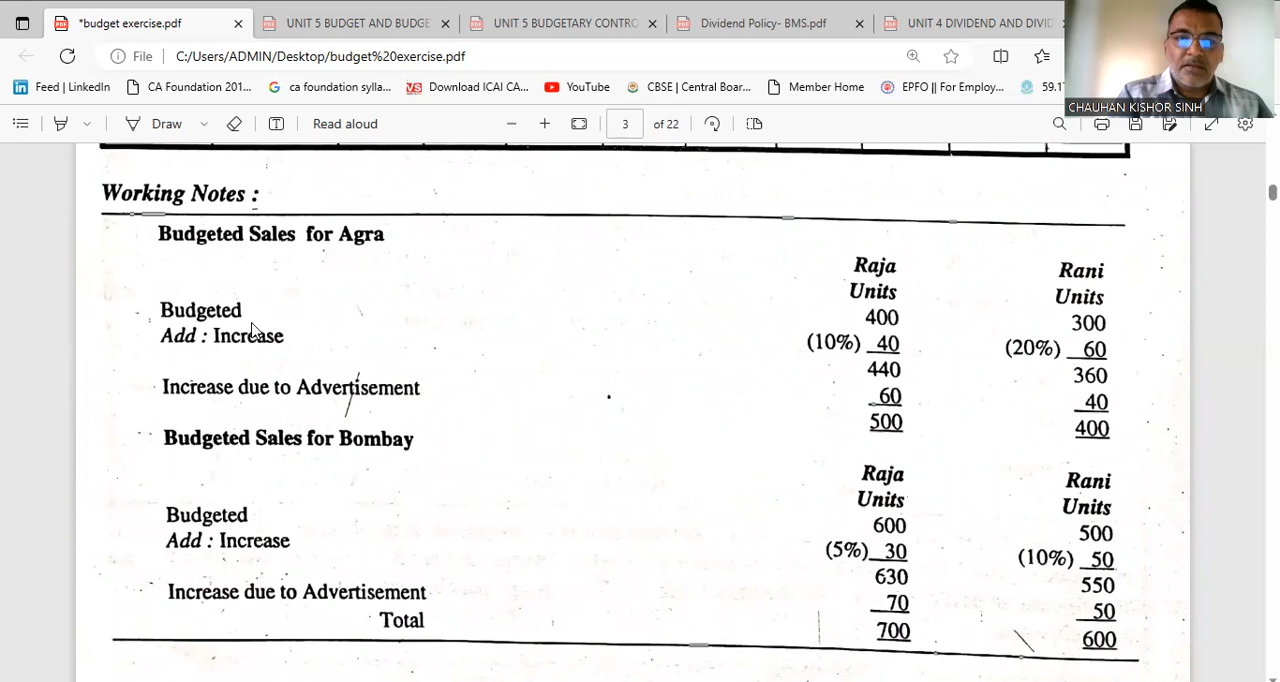 *budget exercise.pdf
UNIT 5 BUDGET AND BUDGE
UNIT 5 BUDGETARY CONTRO
Dividend Policy- BMS.pdf
UNIT 4 DIVIDEND AND DIVID
File C:/Users/ADMIN/Desktop/budget%20exercise.pdf
Feed | LinkedIn
CA Foundation 201...
ca foundation sylla...
Download ICAI CA...
YouTube
CBSE | Central Boar...
Member Home
EPFO || For Employ...
59.1
CHAUHAN KISHOR SINH
Draw
Read aloud
3 of 22
Working Notes :
Budgeted Sales for Agra
Raja Rani
Units Units
Budgeted 400 300
Add : Increase (10%) 40 (20%) 60
440 360
Increase due to Advertisement 60 40
500 400
Budgeted Sales for Bombay
Raja Rani
Units Units
Budgeted 600 500
Add : Increase (5%) 30 (10%) 50
630 550
Increase due to Advertisement 70 50
Total 700 600